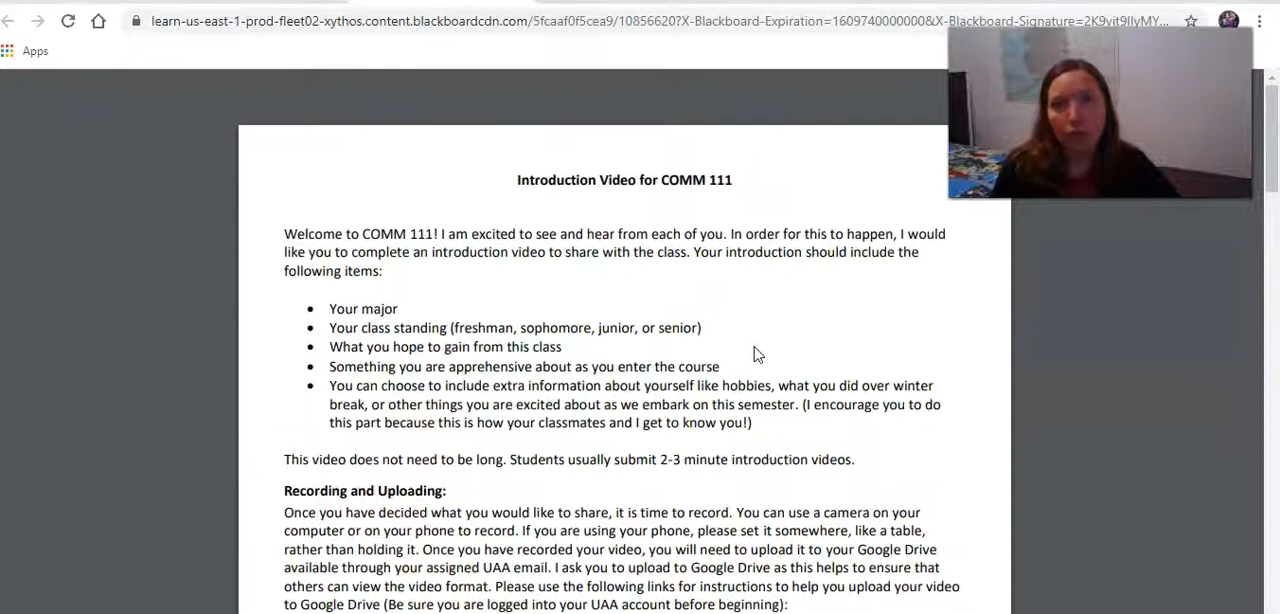 learn-us-east-1-prod-fleet02-xythos.content.blackboardcdn.com/5fcaaf0f5cea9/10856620?X-Blackboard-Expiration=1609740000000&X-Blackboard-Signature=2K9vit9IIyMY...
Apps
Introduction Video for COMM 111
Welcome to COMM 111! I am excited to see and hear from each of you. In order for this to happen, I would
like you to complete an introduction video to share with the class. Your introduction should include the
following items:
• Your major
• Your class standing (freshman, sophomore, junior, or senior)
• What you hope to gain from this class
• Something you are apprehensive about as you enter the course
• You can choose to include extra information about yourself like hobbies, what you did over winter
break, or other things you are excited about as we embark on this semester. (I encourage you to do
this part because this is how your classmates and I get to know you!)
This video does not need to be long. Students usually submit 2-3 minute introduction videos.
Recording and Uploading:
Once you have decided what you would like to share, it is time to record. You can use a camera on your
computer or on your phone to record. If you are using your phone, please set it somewhere, like a table,
rather than holding it. Once you have recorded your video, you will need to upload it to your Google Drive
available through your assigned UAA email. I ask you to upload to Google Drive as this helps to ensure that
others can view the video format. Please use the following links for instructions to help you upload your video
to Google Drive (Be sure you are logged into your UAA account before beginning):